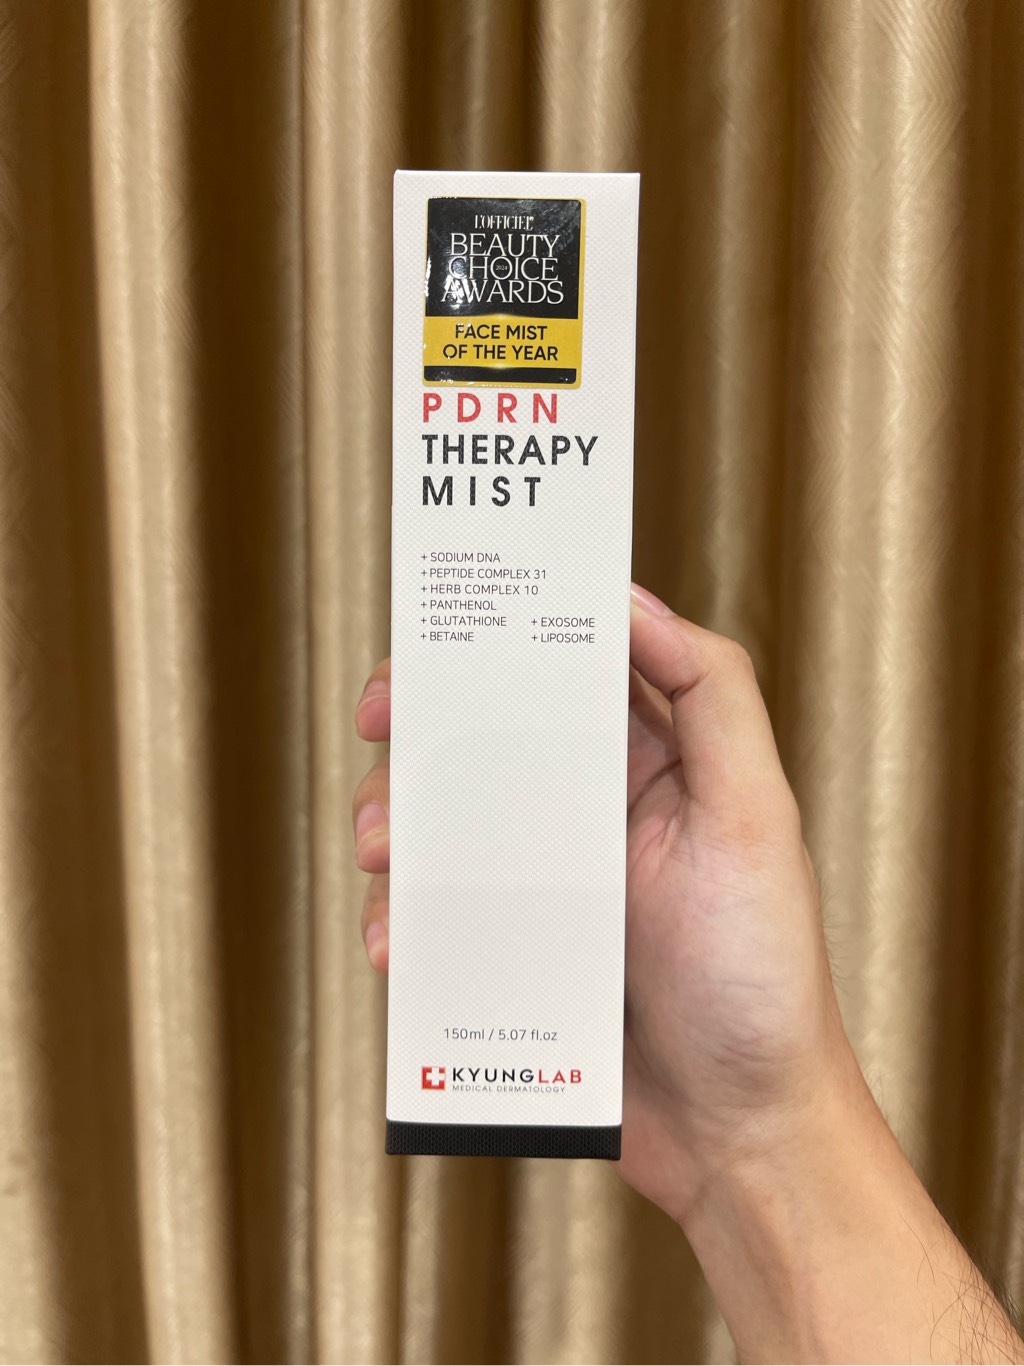 L'OFFICIEL
BEAUTY
CHOICE
2024
AWARDS
FACE MIST
OF THE YEAR
PDRN
THERAPY
MIST
+ SODIUM DNA
+ PEPTIDE COMPLEX 31
+ HERB COMPLEX 10
+ PANTHENOL
+ GLUTATHIONE + EXOSOME
+ BETAINE + LIPOSOME
150ml / 5.07 fl.oz
KYUNGLAB
MEDICAL DERMATOLOGY